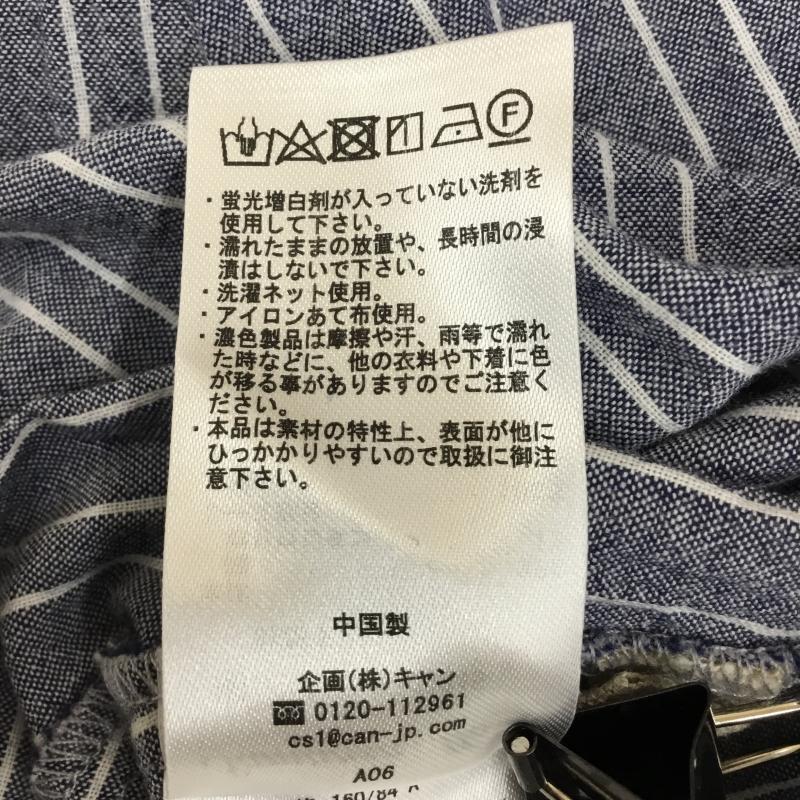 F
・蛍光増白剤が入っていない洗剤を
使用して下さい。
・濡れたままの放置や、長時間の浸
漬はしないで下さい。
・洗濯ネット使用。
・アイロンあて布使用。
・濃色製品は摩擦や汗、雨等で濡れ
た時などに、他の衣料や下着に色
が移る事がありますのでご注意く
ださい。
・本品は素材の特性上、表面が他に
ひっかかりやすいので取扱に御注
意下さい。
中国製
企画(株)キャン
0120-112961
cs1@can-jp.com
A06
160/84